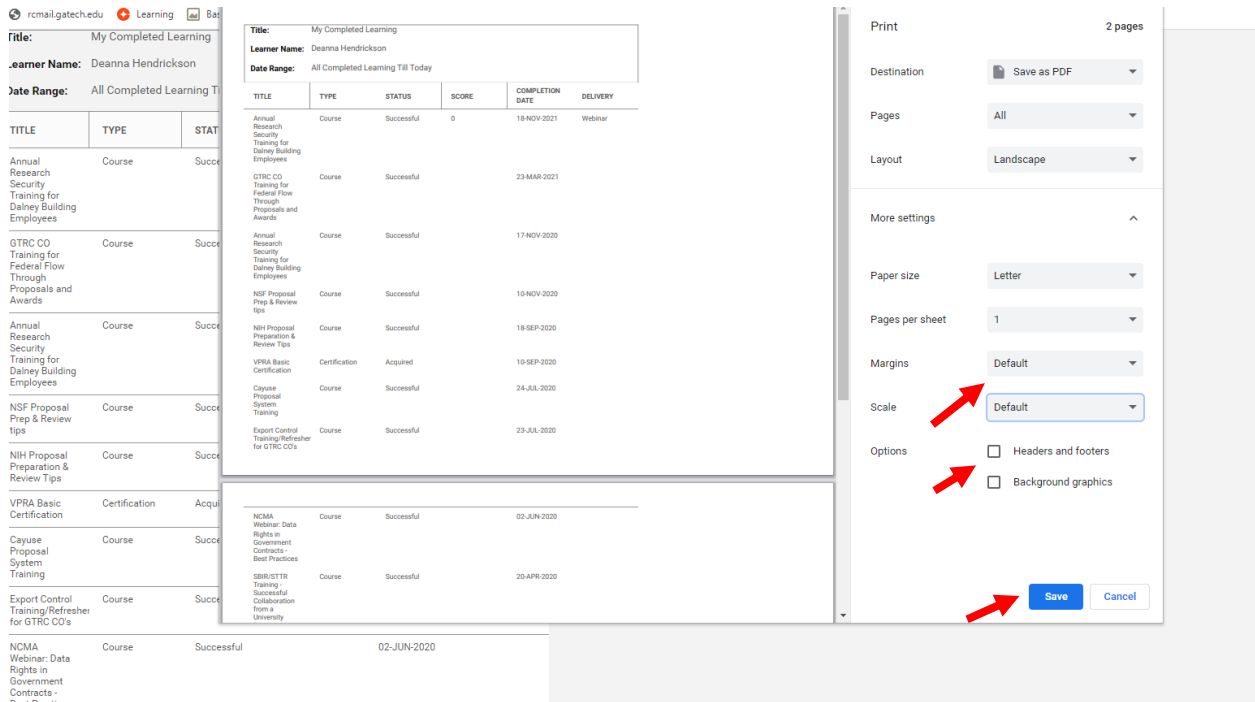 rcmail.gatech.edu Learning Bas
Title: My Completed Learning
Learner Name: Deanna Hendrickson
Date Range: All Completed Learning Ti
TITLE TYPE STAT
Annual Course Succe
Research
Security
Training for
Dalney Building
Employees
GTRC CO Course Succe
Training for
Federal Flow
Through
Proposals and
Awards
Annual Course Succe
Research
Security
Training for
Dalney Building
Employees
NSF Proposal Course Succe
Prep & Review
tips
NIH Proposal Course Succe
Preparation &
Review Tips
VPRA Basic Certification Acqui
Certification
Cayuse Course Succe
Proposal
System
Training
Export Control Course Succe
Training/Refresher
for GTRC CO's
NCMA Course Successful 02-JUN-2020
Webinar: Data
Rights in
Government
Contracts -
Title: My Completed Learning
Learner Name: Deanna Hendrickson
Date Range: All Completed Learning Till Today
TITLE TYPE STATUS SCORE COMPLETION DATE DELIVERY
Annual Course Successful 0 18-NOV-2021 Webinar
Research
Security
Training for
Dalney Building
Employees
GTRC CO Course Successful 23-MAR-2021
Training for
Federal Flow
Through
Proposals and
Awards
Annual Course Successful 17-NOV-2020
Research
Security
Training for
Dalney Building
Employees
NSF Proposal Course Successful 10-NOV-2020
Prep & Review
tips
NIH Proposal Course Successful 18-SEP-2020
Preparation &
Review Tips
VPRA Basic Certification Acquired 10-SEP-2020
Certification
Cayuse Course Successful 24-JUL-2020
Proposal
System
Training
Export Control Course Successful 23-JUL-2020
Training/Refresher
for GTRC CO's
NCMA Course Successful 02-JUN-2020
Webinar: Data
Rights in
Government
Contracts -
Best Practices
SBIR/STTR Course Successful 20-APR-2020
Training -
Successful
Collaboration
from a
University
Print 2 pages
Destination Save as PDF
Pages All
Layout Landscape
More settings
Paper size Letter
Pages per sheet 1
Margins Default
Scale Default
Options Headers and footers
Background graphics
Save Cancel